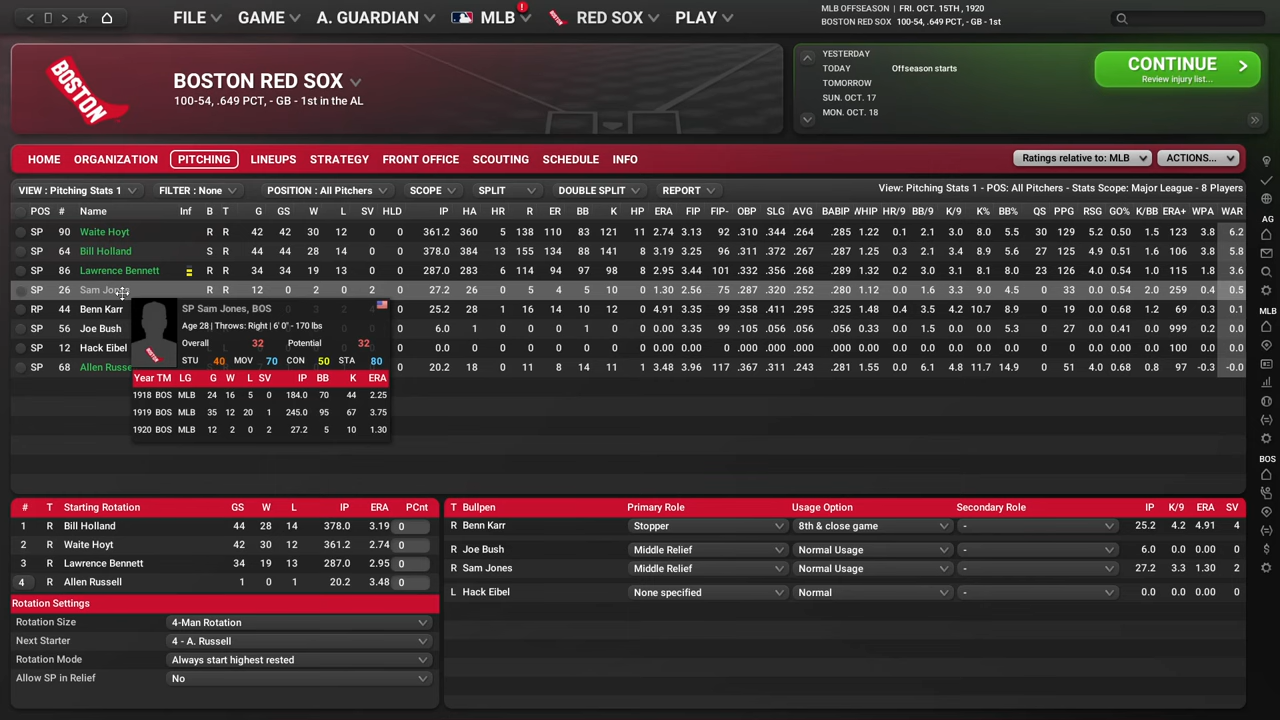 FILE GAME A. GUARDIAN MLB ! RED SOX PLAY
MLB OFFSEASON | FRI. OCT. 15TH , 1920
BOSTON RED SOX 100-54, .649 PCT, - GB - 1st
BOSTON
BOSTON RED SOX
100-54, .649 PCT, - GB - 1st in the AL
YESTERDAY
TODAY Offseason starts
TOMORROW
SUN. OCT. 17
MON. OCT. 18
CONTINUE
Review injury list...
HOME ORGANIZATION PITCHING LINEUPS STRATEGY FRONT OFFICE SCOUTING SCHEDULE INFO Ratings relative to: MLB ACTIONS...
VIEW : Pitching Stats 1 FILTER : None POSITION : All Pitchers SCOPE SPLIT DOUBLE SPLIT REPORT View: Pitching Stats 1 - POS: All Pitchers - Stats Scope: Major League - 8 Players
POS # Name Inf B T G GS W L SV HLD IP HA HR R ER BB K HP ERA FIP FIP- OBP SLG AVG BABIP WHIP HR/9 BB/9 K/9 K% BB% QS PPG RSG GO% K/BB ERA+ WPA WAR
SP 90 Waite Hoyt R R 42 42 30 12 0 0 361.2 360 5 138 110 83 121 11 2.74 3.13 92 .310 .344 .264 .285 1.22 0.1 2.1 3.0 8.0 5.5 30 129 5.2 0.50 1.5 123 3.8 6.2
SP 64 Bill Holland S R 44 44 28 14 0 0 378.0 384 13 155 134 88 141 8 3.19 3.31 98 .312 .367 .267 .287 1.25 0.3 2.1 3.4 8.9 5.6 27 125 5.1 0.49 1.6 106 3.8 5.8
SP 86 Lawrence Bennett R R 34 34 19 13 0 0 287.0 283 6 114 94 97 98 8 2.95 3.44 101 .332 .356 .268 .288 1.32 0.2 3.0 3.1 8.1 8.0 23 126 4.0 0.54 1.0 115 1.8 3.6
SP 26 Sam Jones R R 12 0 2 0 2 0 27.2 26 0 5 4 5 10 0 1.30 2.56 75 .287 .320 .252 .280 1.12 0.0 1.6 3.3 9.0 4.5 0 33 0.0 0.54 2.0 259 0.4 0.5
RP 44 Benn Karr 25.2 28 1 16 14 10 12 0 4.91 3.35 99 .358 .411 .295 .325 1.48 0.4 3.5 4.2 10.7 8.9 0 19 0.0 0.68 1.2 69 0.3 0.1
SP 56 Joe Bush 6.0 1 0 0 0 1 1 0 0.00 3.35 99 .105 .056 .056 .056 0.33 0.0 1.5 1.5 5.3 5.3 0 27 0.0 0.41 1.0 999 0.2 0.1
SP 12 Hack Eibel 0.0 0 0 0 0 0 0 0 0.00 0.00 100 .000 .000 .000 .000 0.00 0.0 0.0 0.0 0.0 0.0 0 0 0.0 0.00 0.0 100 0.0 0.0
SP 68 Allen Russe 20.2 18 0 11 8 14 11 1 3.48 3.96 117 .367 .311 .243 .281 1.55 0.0 6.1 4.8 11.7 14.9 0 51 4.0 0.68 0.8 97 -0.3 -0.0
SP Sam Jones, BOS
Age 28 | Throws: Right | 6' 0" - 170 lbs
Overall 32 Potential 32
STU 40 MOV 70 CON 50 STA 80
Year TM LG G W L SV IP BB K ERA
1918 BOS MLB 24 16 5 0 184.0 70 44 2.25
1919 BOS MLB 35 12 20 1 245.0 95 67 3.75
1920 BOS MLB 12 2 0 2 27.2 5 10 1.30
# T Starting Rotation GS W L IP ERA PCnt
1 R Bill Holland 44 28 14 378.0 3.19 0
2 R Waite Hoyt 42 30 12 361.2 2.74 0
3 R Lawrence Bennett 34 19 13 287.0 2.95 0
4 R Allen Russell 1 0 1 20.2 3.48 0
Rotation Settings
Rotation Size 4-Man Rotation
Next Starter 4 - A. Russell
Rotation Mode Always start highest rested
Allow SP in Relief No
T Bullpen Primary Role Usage Option Secondary Role IP K/9 ERA SV
R Benn Karr Stopper 8th & close game - 25.2 4.2 4.91 4
R Joe Bush Middle Relief Normal Usage - 6.0 1.5 0.00 0
R Sam Jones Middle Relief Normal Usage - 27.2 3.3 1.30 2
L Hack Eibel None specified Normal - 0.0 0.0 0.00 0
AG
MLB
BOS